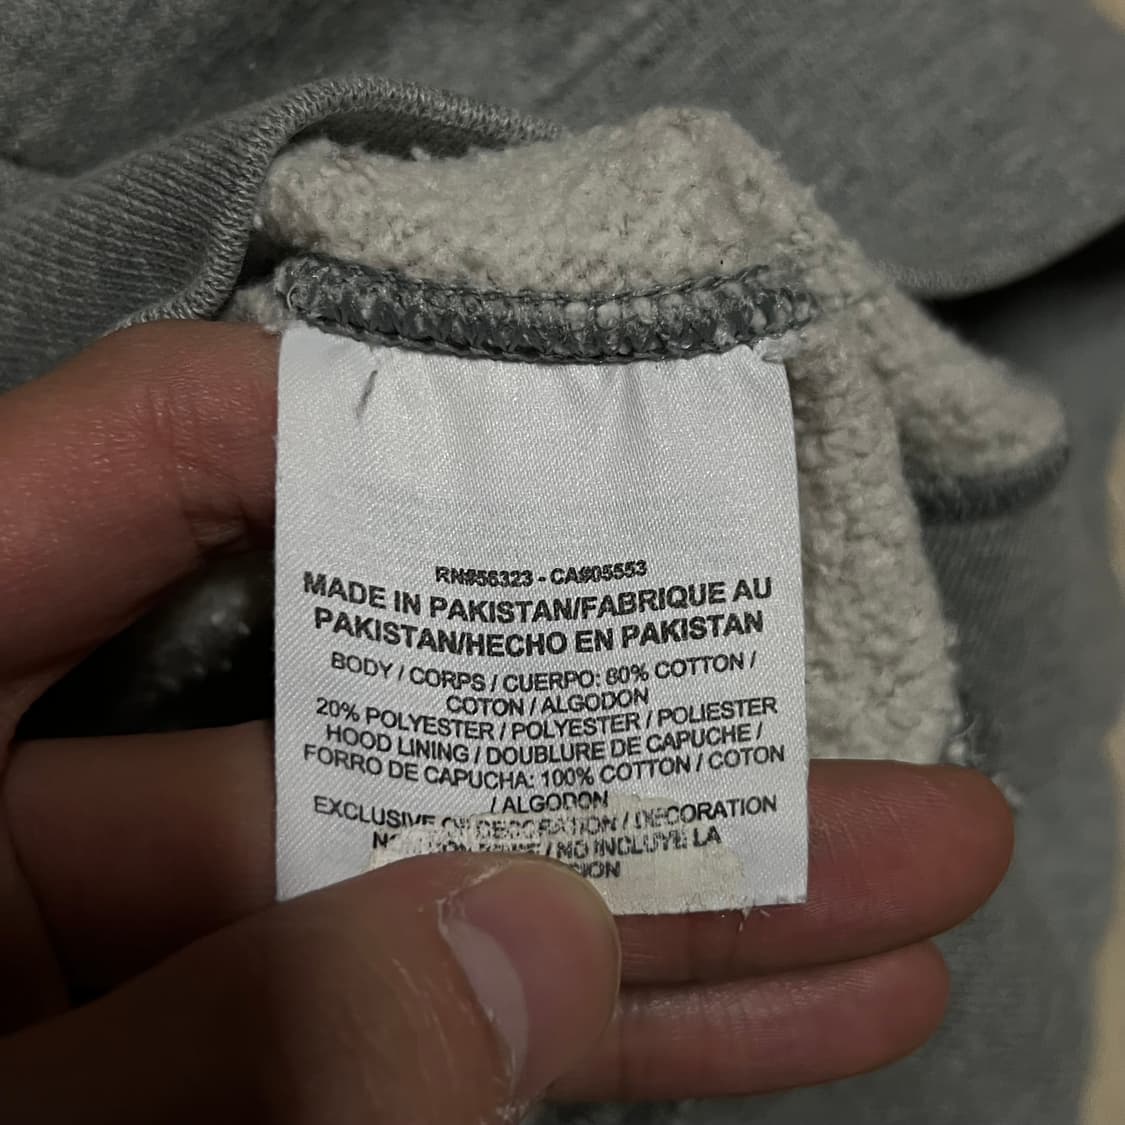 RN#56323 - CA#05553
MADE IN PAKISTAN/FABRIQUE AU
PAKISTAN/HECHO EN PAKISTAN
BODY / CORPS / CUERPO: 80% COTTON /
COTON / ALGODON
20% POLYESTER / POLYESTER / POLIESTER
HOOD LINING / DOUBLURE DE CAPUCHE /
FORRO DE CAPUCHA: 100% COTTON / COTON
/ ALGODON
EXCLUSIVE OF DECORATION / DECORATION
/ NO INCLUYE LA